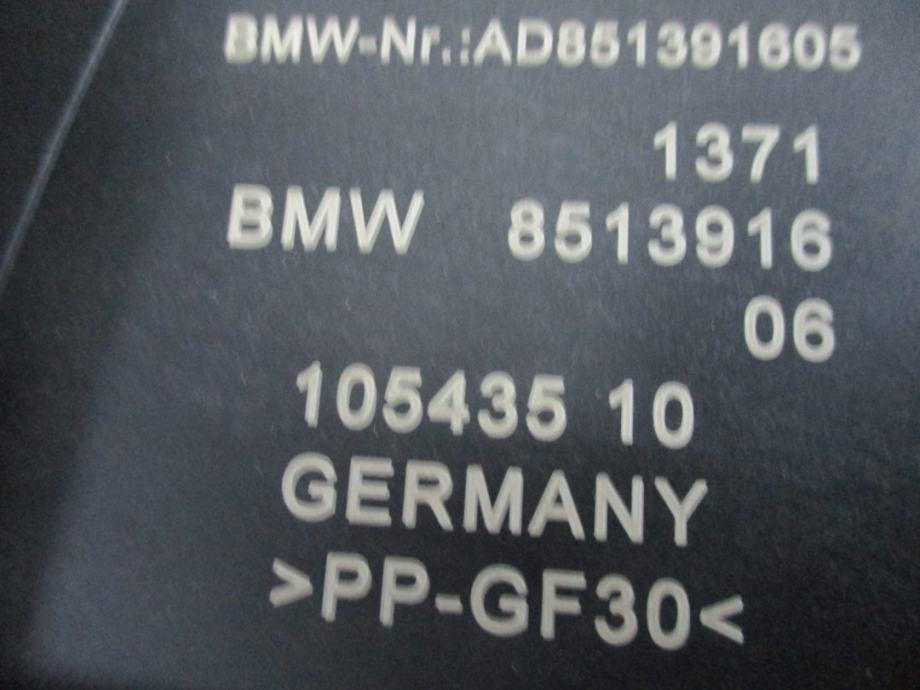 BMW-Nr.:AD851391605
1371
BMW 8513916
06
105435 10
GERMANY
>PP-GF30<